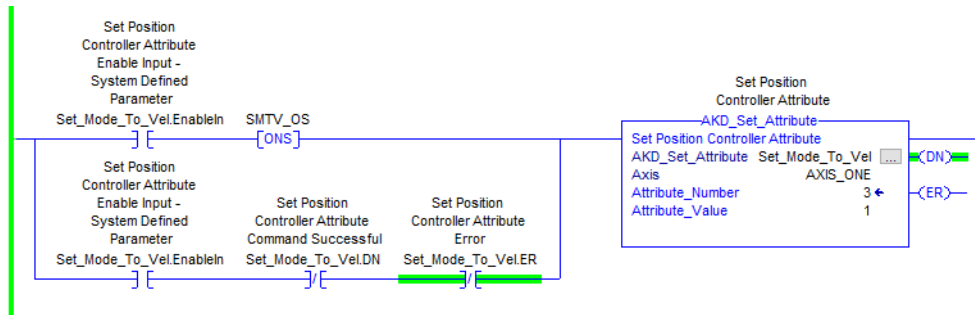 Set Position
Controller Attribute
Enable Input -
System Defined
Parameter
Set_Mode_To_Vel.EnableIn
SMTV_OS
ONS
Set Position
Controller Attribute
Enable Input -
System Defined
Parameter
Set_Mode_To_Vel.EnableIn
Set Position
Controller Attribute
Command Successful
Set_Mode_To_Vel.DN
Set Position
Controller Attribute
Error
Set_Mode_To_Vel.ER
Set Position
Controller Attribute
AKD_Set_Attribute
Set Position Controller Attribute
AKD_Set_Attribute Set_Mode_To_Vel ...
Axis AXIS_ONE
Attribute_Number 3
Attribute_Value 1
DN
ER